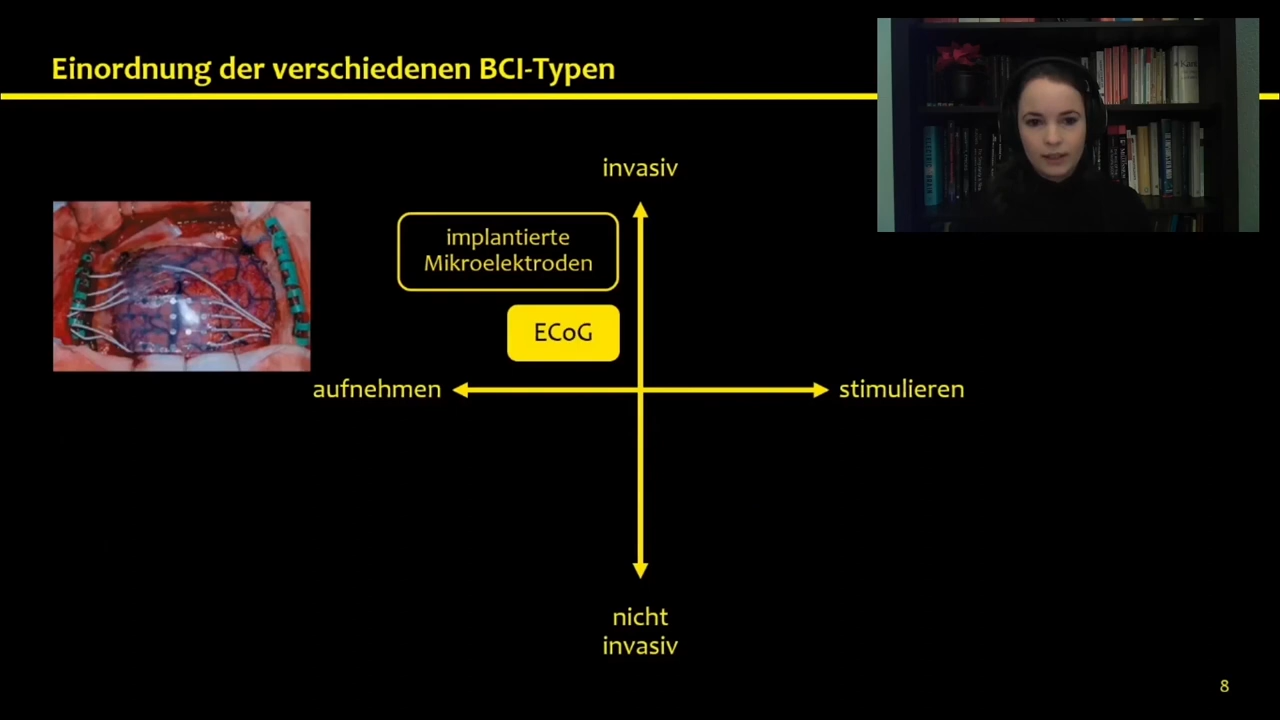 Einordnung der verschiedenen BCI-Typen
invasiv
implantierte
Mikroelektroden
ECoG
aufnehmen
stimulieren
nicht
invasiv
8